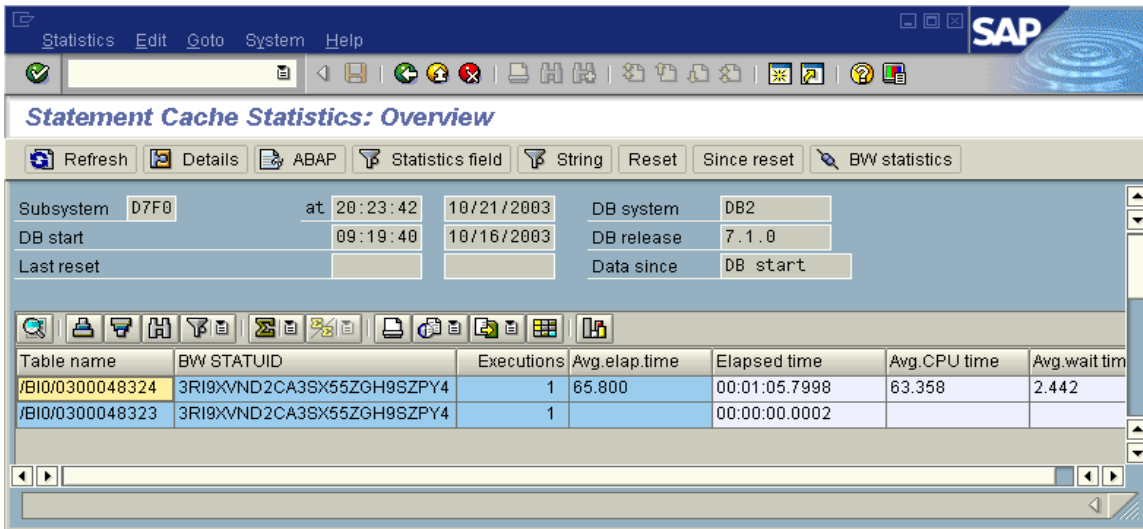 Statistics Edit Goto System Help
SAP
Statement Cache Statistics: Overview
Refresh Details ABAP Statistics field String Reset Since reset BW statistics
Subsystem D7F0 at 20:23:42 10/21/2003 DB system DB2
DB start 09:19:40 10/16/2003 DB release 7.1.0
Last reset Data since DB start
Table name BW STATUID Executions Avg.elap.time Elapsed time Avg.CPU time Avg.wait tim
/BI0/0300048324 3RI9XVND2CA3SX55ZGH9SZPY4 1 65.800 00:01:05.7998 63.358 2.442
/BI0/0300048323 3RI9XVND2CA3SX55ZGH9SZPY4 1 00:00:00.0002